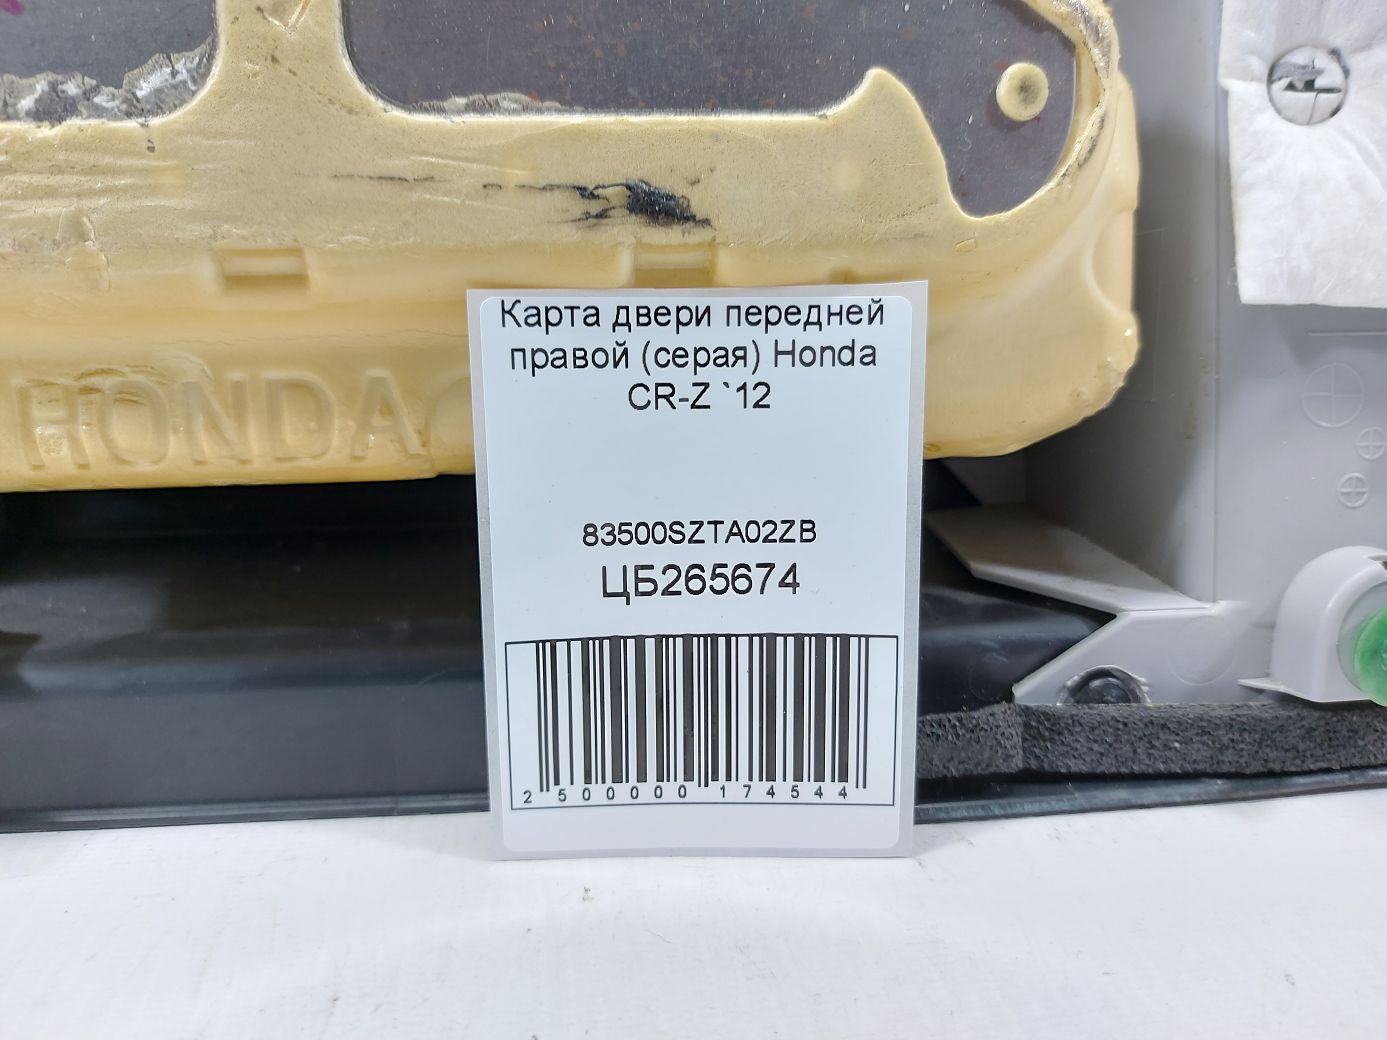 HONDA
Карта двери передней
правой (серая) Honda
CR-Z `12
83500SZTA02ZB
ЦБ265674
2 500000 174544